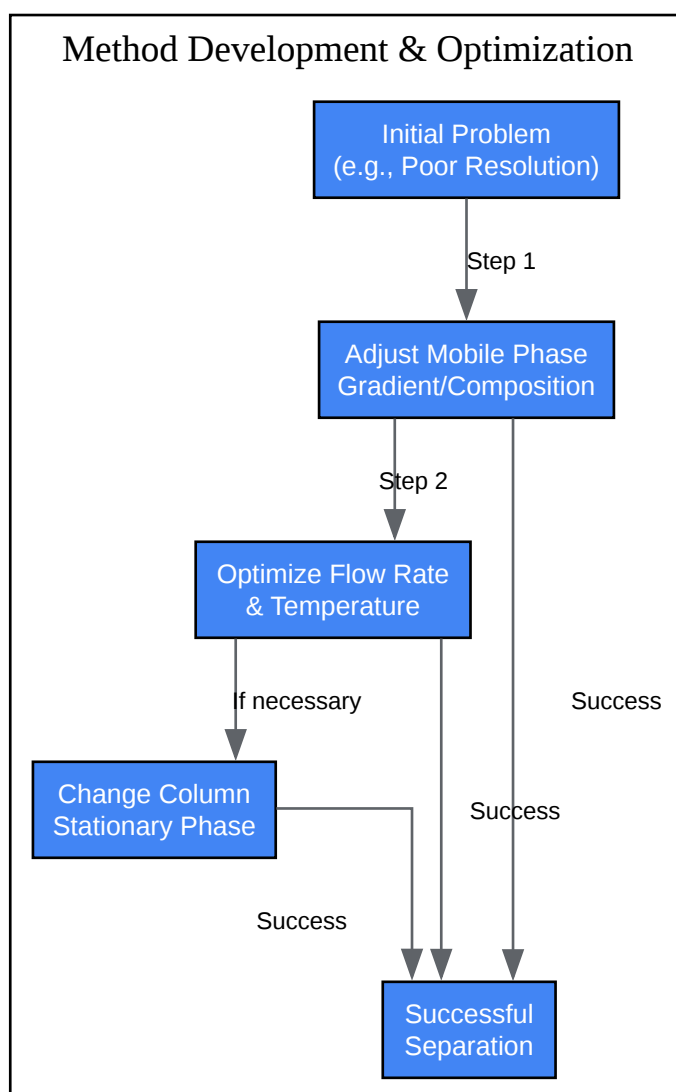 Method Development & Optimization
Initial Problem
(e.g., Poor Resolution)
Step 1
Adjust Mobile Phase
Gradient/Composition
Step 2
Optimize Flow Rate
& Temperature
If necessary
Success
Change Column
Stationary Phase
Success
Success
Successful
Separation